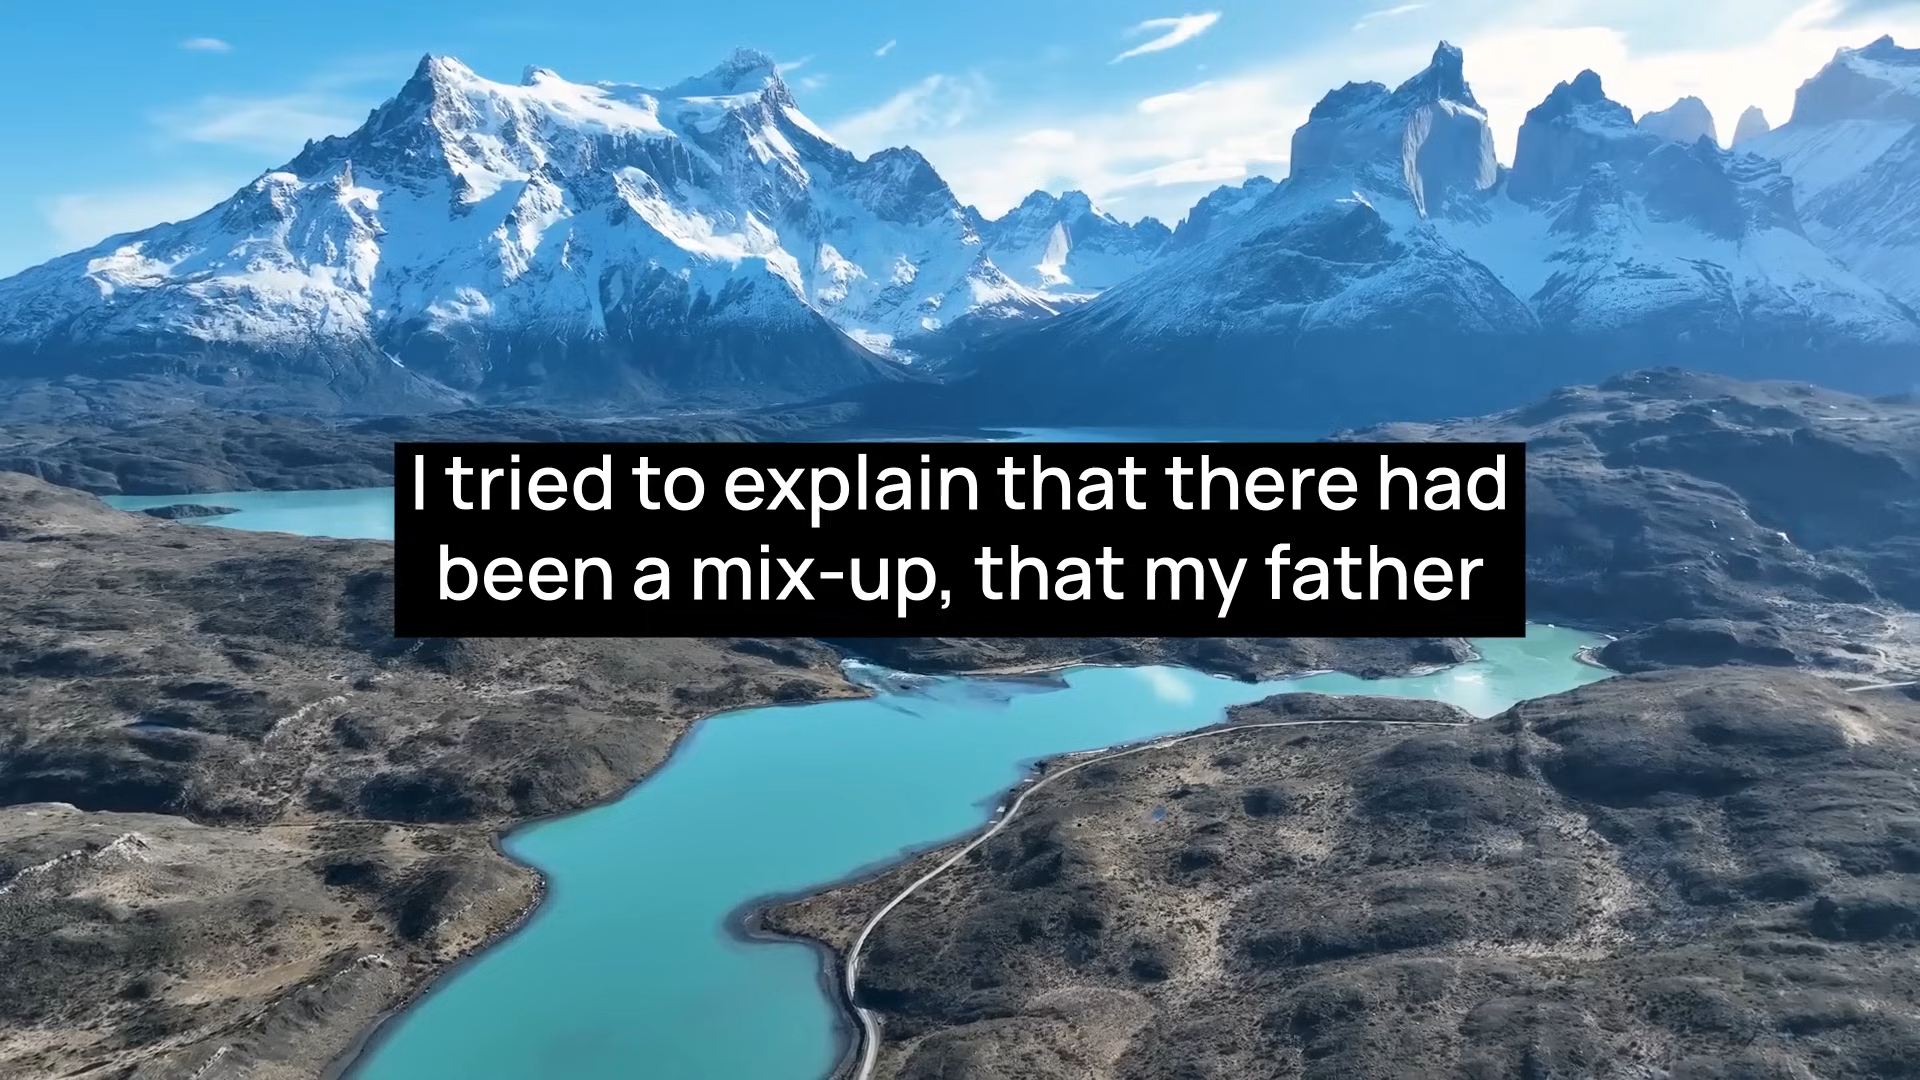 I tried to explain that there had
been a mix-up, that my father